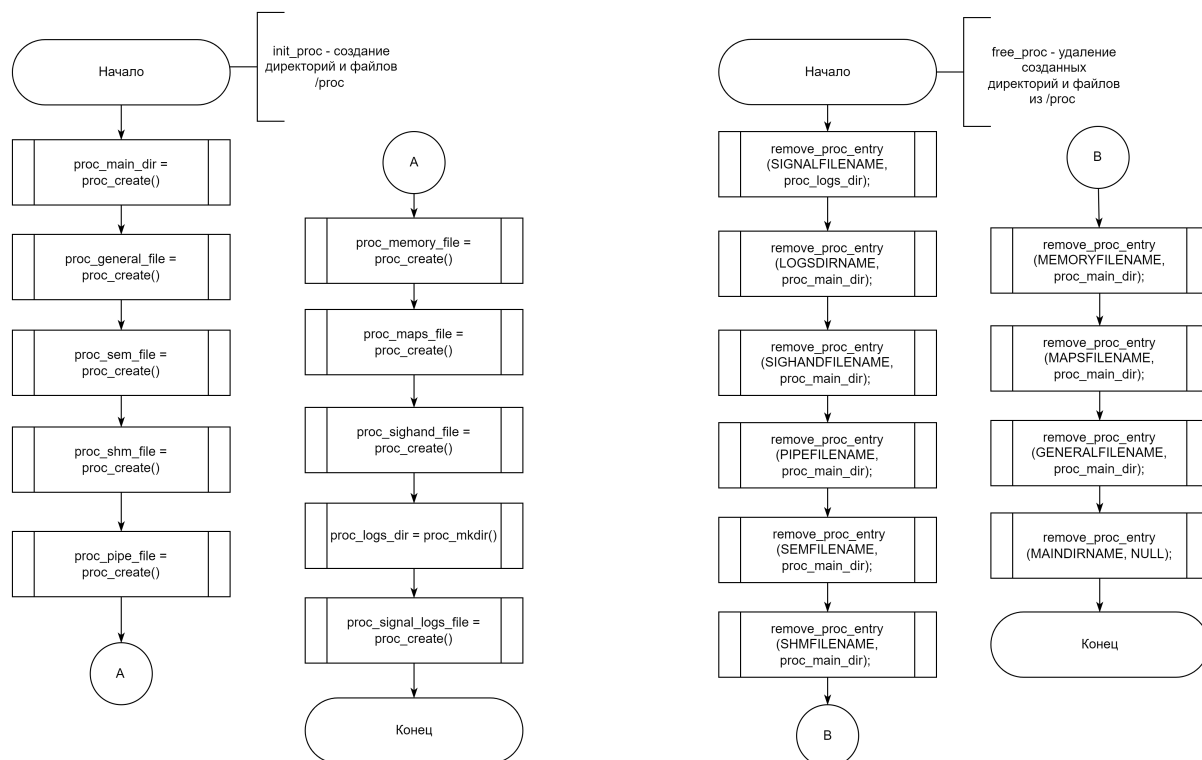 Начало
init_proc - создание
директорий и файлов
/proc
proc_main_dir =
proc_create()
proc_general_file =
proc_create()
proc_sem_file =
proc_create()
proc_shm_file =
proc_create()
proc_pipe_file =
proc_create()
A
A
proc_memory_file =
proc_create()
proc_maps_file =
proc_create()
proc_sighand_file =
proc_create()
proc_logs_dir = proc_mkdir()
proc_signal_logs_file =
proc_create()
Конец
Начало
free_proc - удаление
созданных
директорий и файлов
из /proc
remove_proc_entry
(SIGNALFILENAME,
proc_logs_dir);
remove_proc_entry
(LOGSDIRNAME,
proc_main_dir);
remove_proc_entry
(SIGHANDFILENAME,
proc_main_dir);
remove_proc_entry
(PIPEFILENAME,
proc_main_dir);
remove_proc_entry
(SEMFILENAME,
proc_main_dir);
remove_proc_entry
(SHMFILENAME,
proc_main_dir);
B
B
remove_proc_entry
(MEMORYFILENAME,
proc_main_dir);
remove_proc_entry
(MAPSFILENAME,
proc_main_dir);
remove_proc_entry
(GENERALFILENAME,
proc_main_dir);
remove_proc_entry
(MAINDIRNAME, NULL);
Конец